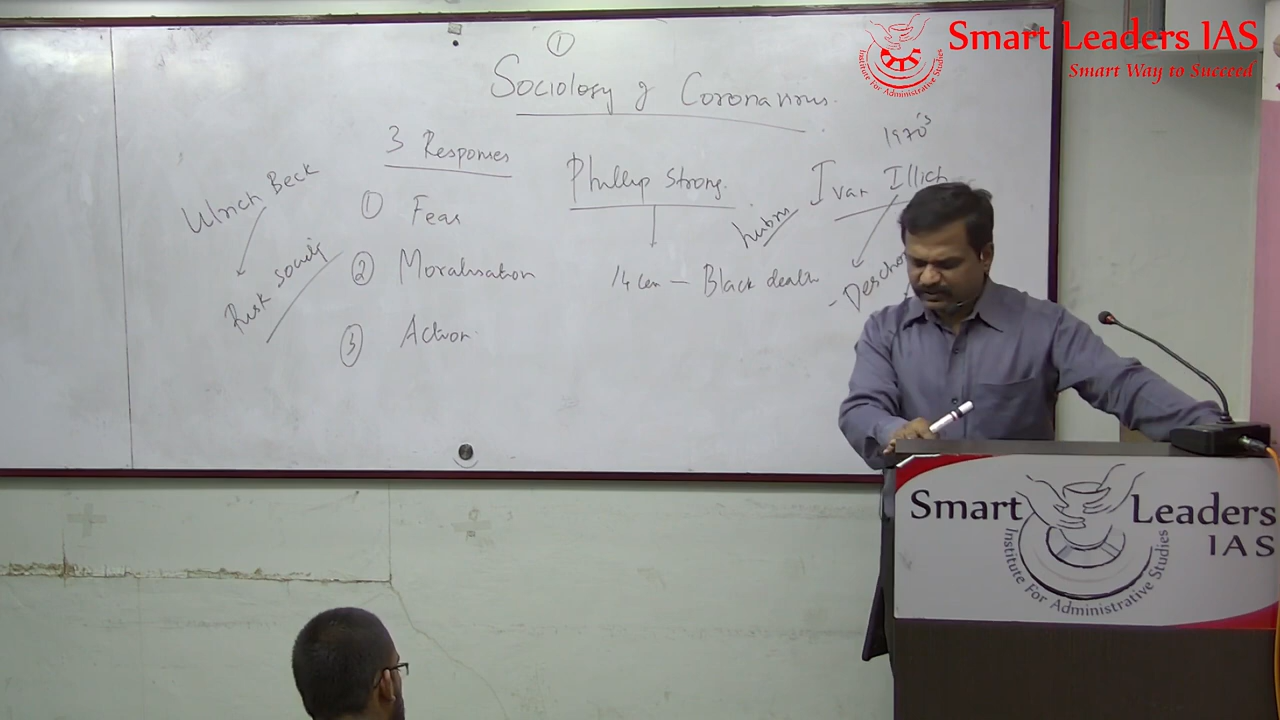 Smart Leaders IAS
Smart Way to Succeed
Institute For Administrative Studies
①
Sociology of Coronavirus.
3 Responses
① Fear
② Moralisation
③ Action
Ulrich Beck
Risk society
Phillip Strong.
14 cen — Black death
1970's
Ivan Illich
hubris
Smart Leaders
IAS
Institute For Administrative Studies